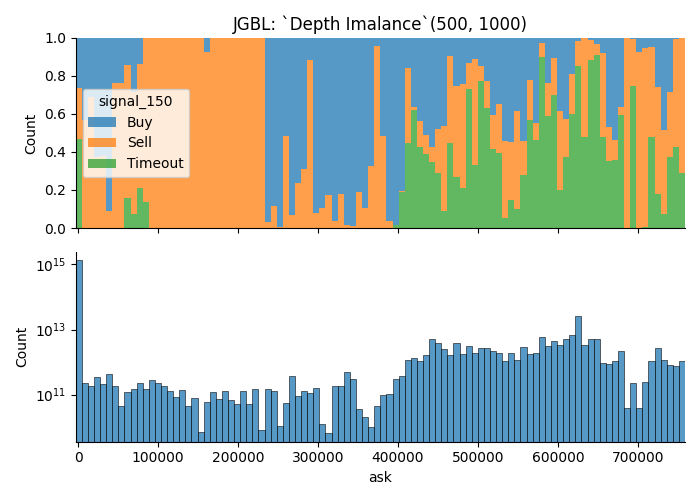 JGBL: `Depth Imalance`(500, 1000)
1.0
0.8
0.6
0.4
0.2
0.0
Count
signal_150
Buy
Sell
Timeout
10^15
10^13
10^11
Count
0
100000
200000
300000
400000
500000
600000
700000
ask